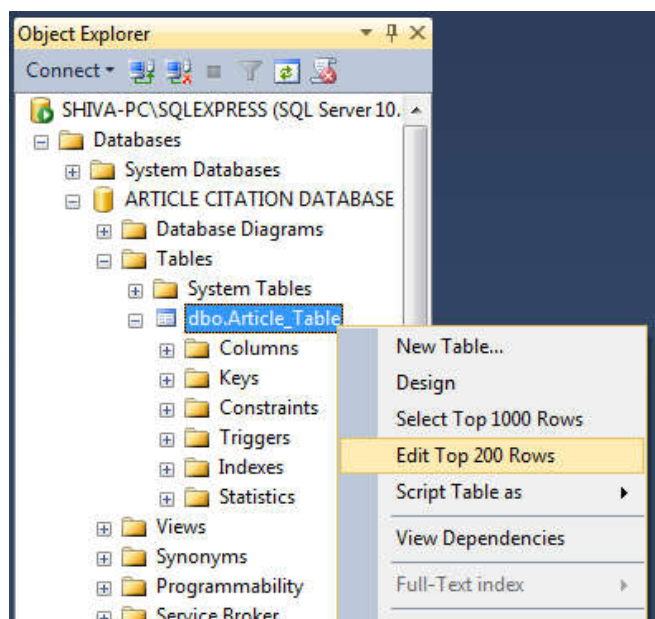 Object Explorer
Connect
SHIVA-PC\SQLEXPRESS (SQL Server 10.
Databases
System Databases
ARTICLE CITATION DATABASE
Database Diagrams
Tables
System Tables
dbo.Article_Table
Columns
Keys
Constraints
Triggers
Indexes
Statistics
Views
Synonyms
Programmability
Service Broker
New Table...
Design
Select Top 1000 Rows
Edit Top 200 Rows
Script Table as
View Dependencies
Full-Text index